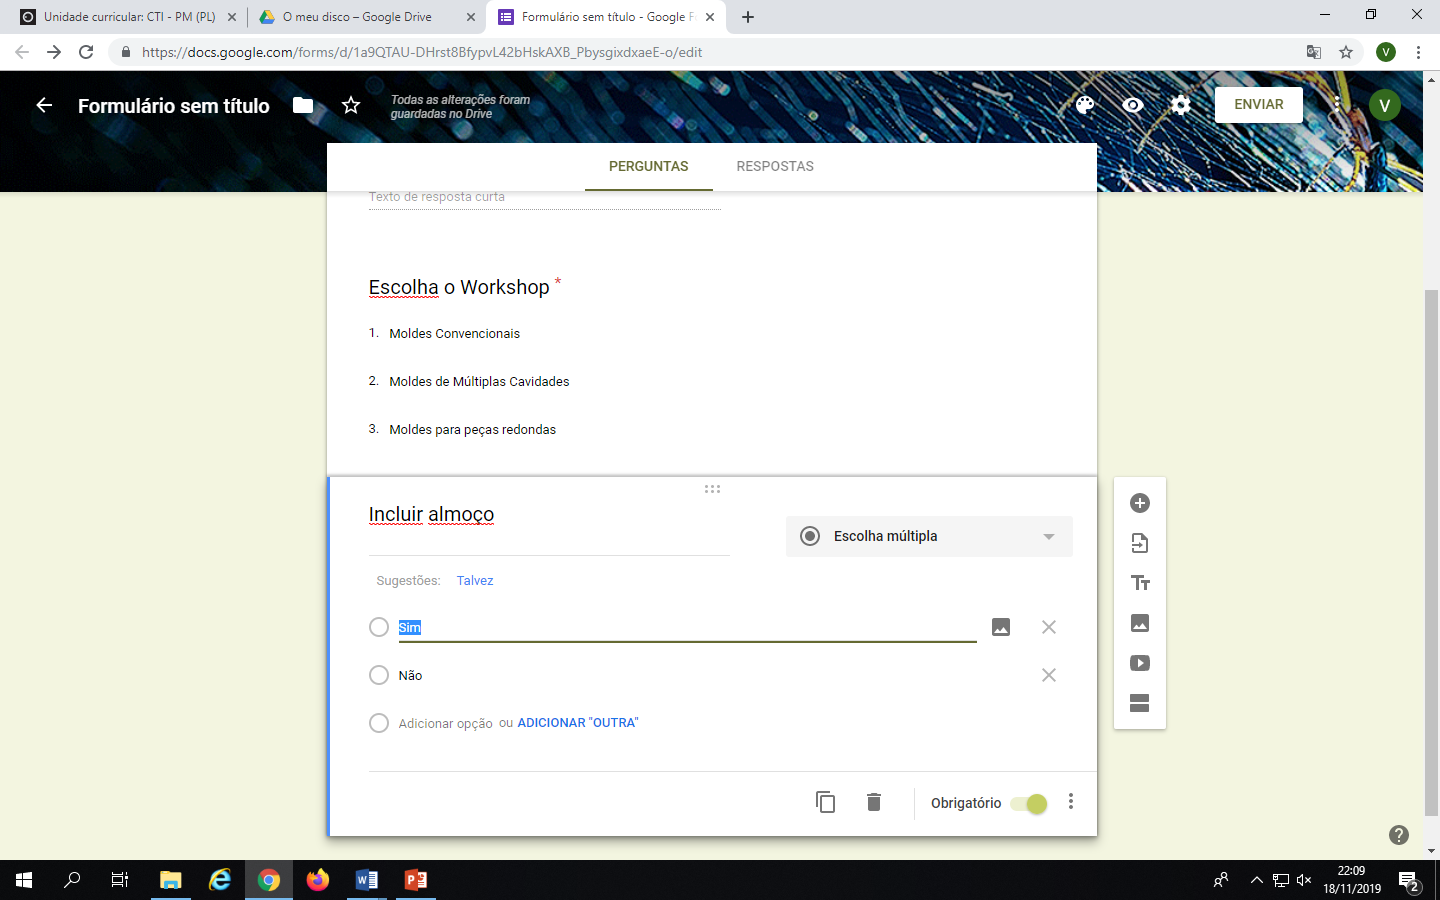 Unidade curricular: CTI - PM (PL)
O meu disco – Google Drive
Formulário sem título - Google F
https://docs.google.com/forms/d/1a9QTAU-DHrst8BfypvL42bHskAXB_PbysgixdxaeE-o/edit
V
Formulário sem título
Todas as alterações foram
guardadas no Drive
ENVIAR
V
PERGUNTAS
RESPOSTAS
Texto de resposta curta
Escolha o Workshop *
1. Moldes Convencionais
2. Moldes de Múltiplas Cavidades
3. Moldes para peças redondas
Incluir almoço
Escolha múltipla
Sugestões: Talvez
Sim
Não
Adicionar opção ou ADICIONAR "OUTRA"
Obrigatório
22:09
18/11/2019
2